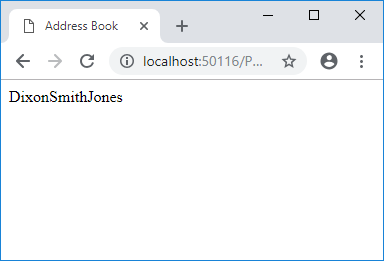 Address Book
localhost:50116/P...
DixonSmithJones